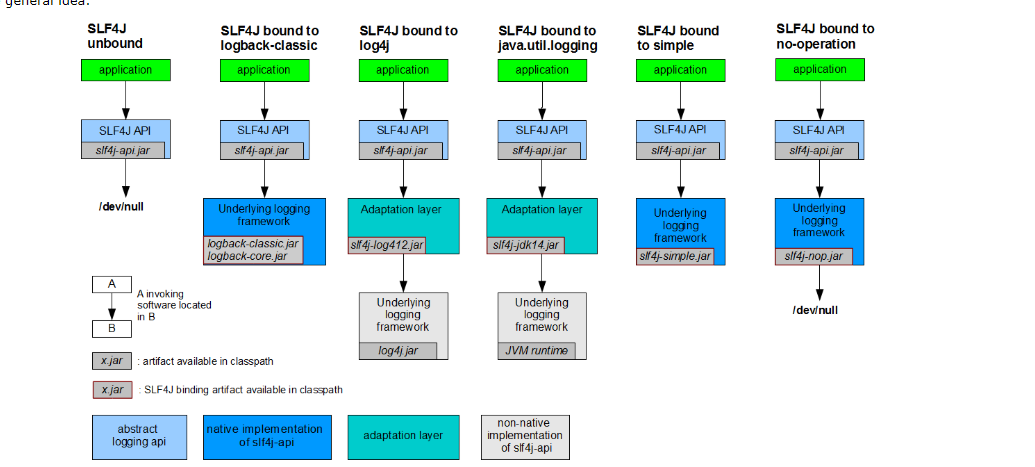 general idea.
SLF4J
unbound
SLF4J bound to
logback-classic
SLF4J bound to
log4j
SLF4J bound to
java.util.logging
SLF4J bound
to simple
SLF4J bound to
no-operation
application
application
application
application
application
application
SLF4J API
slf4j-api.jar
SLF4J API
slf4j-api.jar
SLF4J API
slf4j-api.jar
SLF4J API
slf4j-api.jar
SLF4J API
slf4j-api.jar
SLF4J API
slf4j-api.jar
/dev/null
Underlying logging
framework
logback-classic.jar
logback-core.jar
Adaptation layer
slf4j-log412.jar
Adaptation layer
slf4j-jdk14.jar
Underlying
logging
framework
slf4j-simple.jar
Underlying
logging
framework
slf4j-nop.jar
A
B
A invoking
software located
in B
Underlying
logging
framework
log4j.jar
Underlying
logging
framework
JVM runtime
/dev/null
x.jar : artifact available in classpath
x.jar : SLF4J binding artifact available in classpath
abstract
logging api
native implementation
of slf4j-api
adaptation layer
non-native
implementation
of slf4j-api